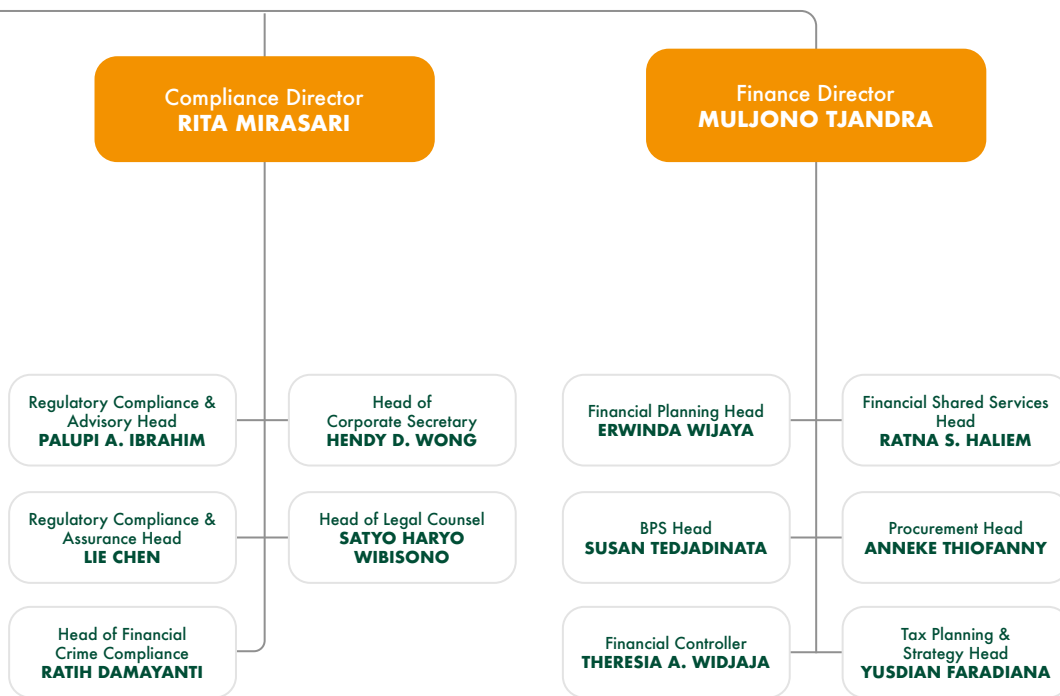 Compliance Director
RITA MIRASARI
Finance Director
MULJONO TJANDRA
Regulatory Compliance &
Advisory Head
PALUPI A. IBRAHIM
Head of
Corporate Secretary
HENDY D. WONG
Financial Planning Head
ERWINDA WIJAYA
Financial Shared Services
Head
RATNA S. HALIEM
Regulatory Compliance &
Assurance Head
LIE CHEN
Head of Legal Counsel
SATYO HARYO
WIBISONO
BPS Head
SUSAN TEDJADINATA
Procurement Head
ANNEKE THIOFANNY
Head of Financial
Crime Compliance
RATIH DAMAYANTI
Financial Controller
THERESIA A. WIDJAJA
Tax Planning &
Strategy Head
YUSDIAN FARADIANA